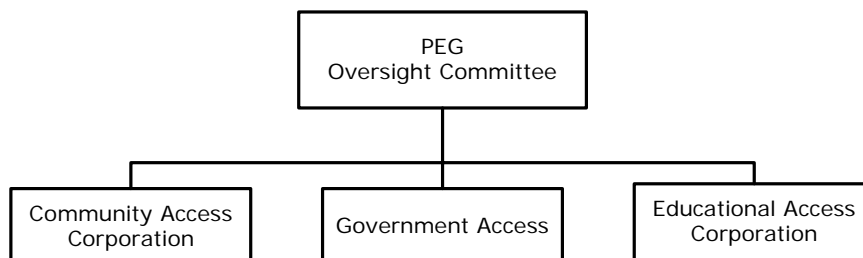 PEG
Oversight Committee
Community Access
Corporation
Government Access
Educational Access
Corporation